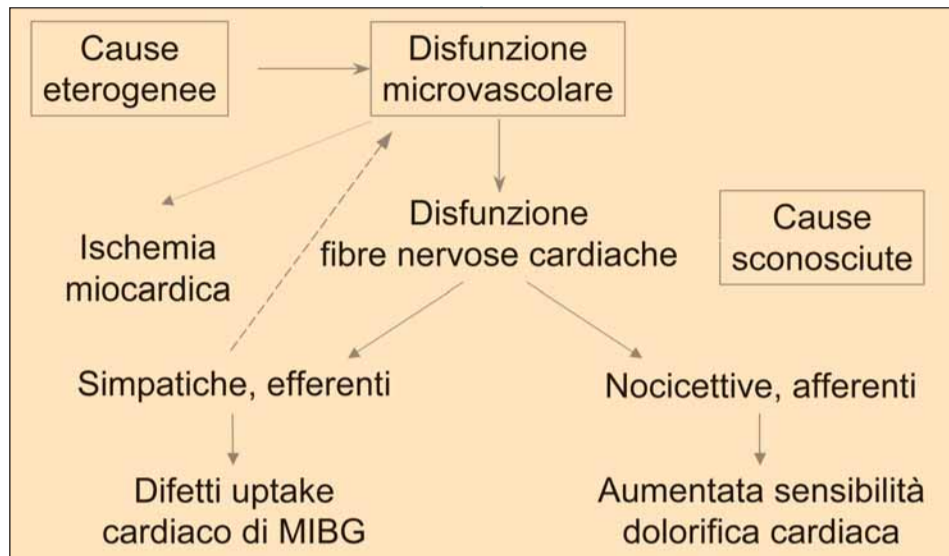 Cause
eterogenee
Disfunzione
microvascolare
Ischemia
miocardica
Disfunzione
fibre nervose cardiache
Cause
sconosciute
Simpatiche, efferenti
Nocicettive, afferenti
Difetti uptake
cardiaco di MIBG
Aumentata sensibilità
dolorifica cardiaca